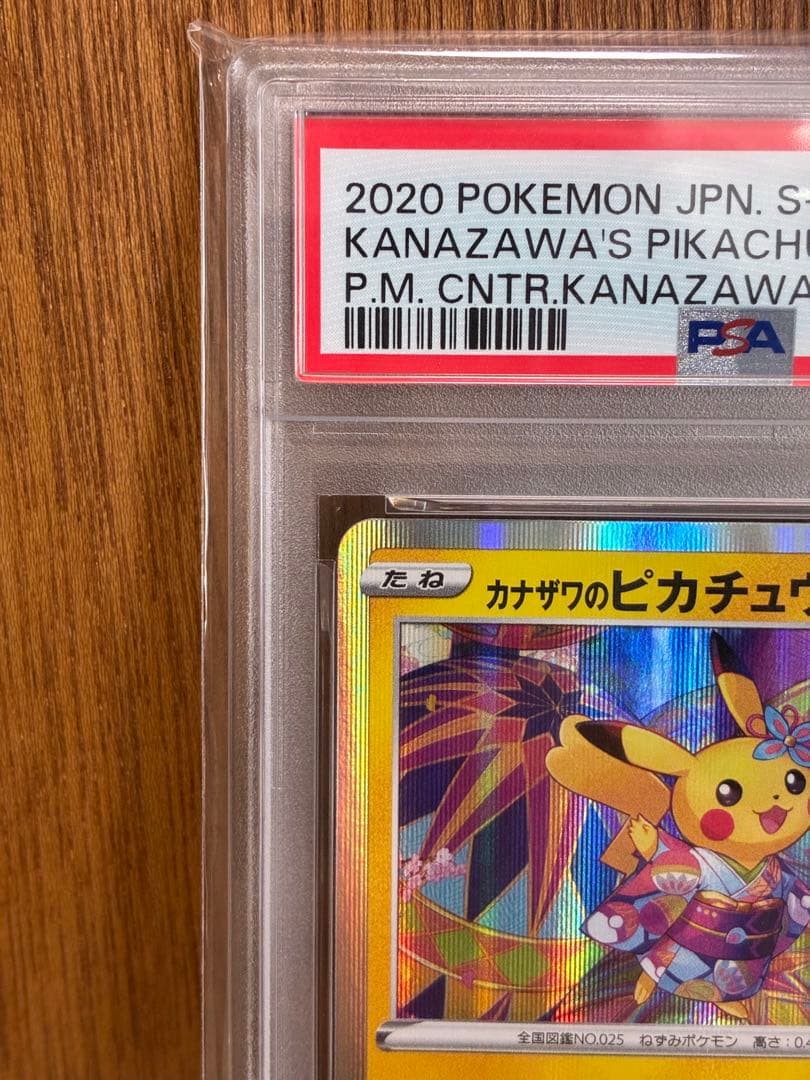 2020 POKEMON JPN. S
KANAZAWA'S PIKACHU
P.M. CNTR.KANAZAWA
PSA
たね
カナザワのピカチュウ
全国図鑑NO.025 ねずみポケモン 高さ:0.4